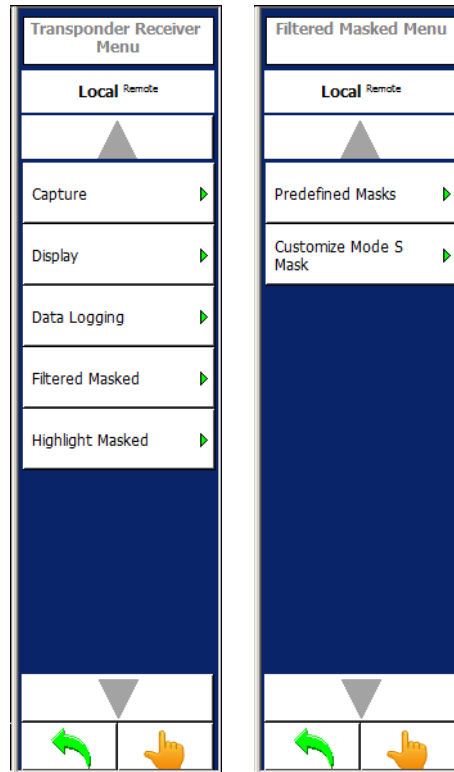 Transponder Receiver
Menu
Local Remote
Capture
Display
Data Logging
Filtered Masked
Highlight Masked
Filtered Masked Menu
Local Remote
Predefined Masks
Customize Mode S
Mask